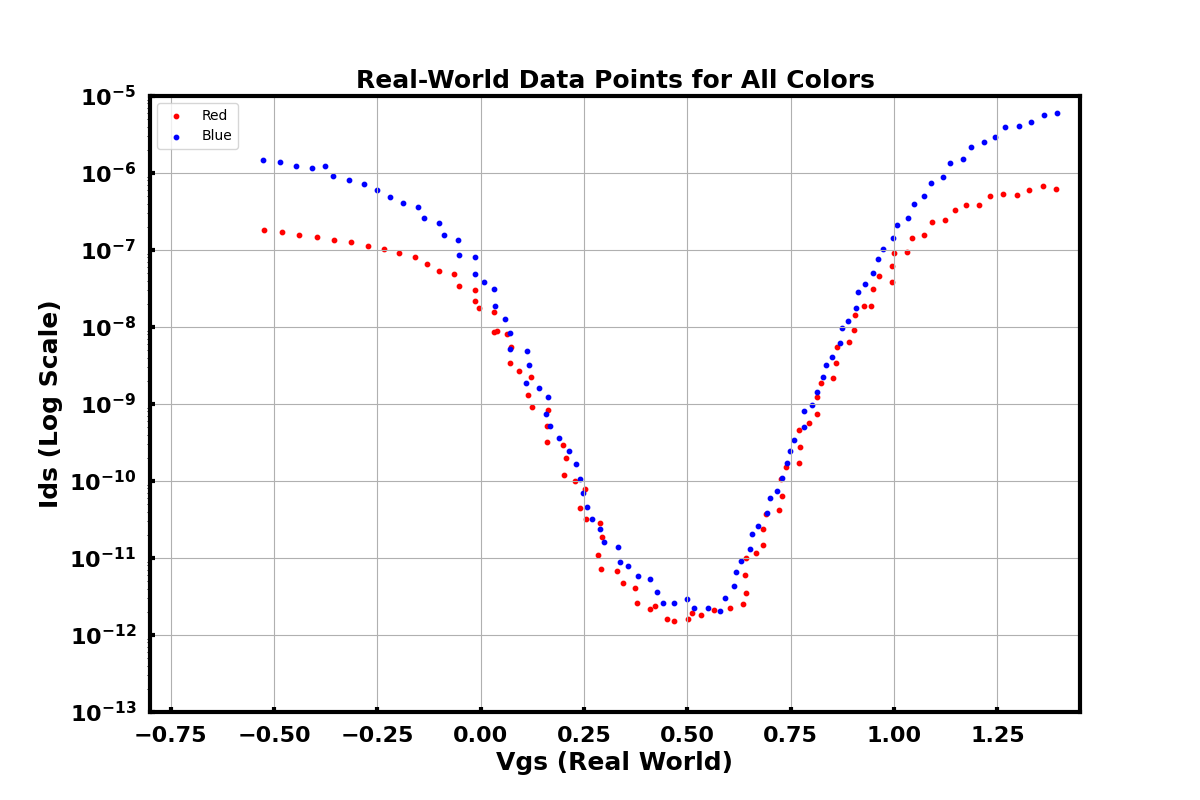 Real-World Data Points for All Colors
Red
Blue
Ids (Log Scale)
10⁻⁵
10⁻⁶
10⁻⁷
10⁻⁸
10⁻⁹
10⁻¹⁰
10⁻¹¹
10⁻¹²
10⁻¹³
−0.75 −0.50 −0.25 0.00 0.25 0.50 0.75 1.00 1.25
Vgs (Real World)